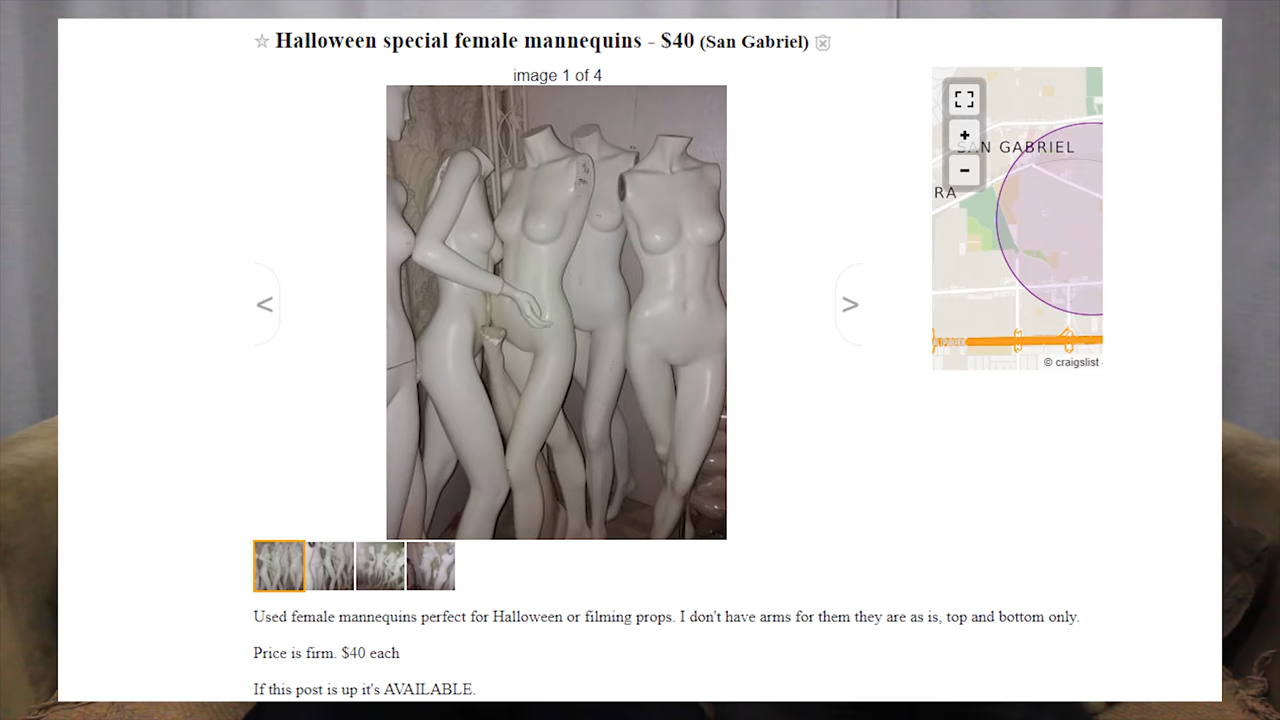 ☆ Halloween special female mannequins - $40 (San Gabriel)
image 1 of 4
<
>
+
SAN GABRIEL
−
RA
© craigslist
Used female mannequins perfect for Halloween or filming props. I don't have arms for them they are as is, top and bottom only.
Price is firm. $40 each
If this post is up it's AVAILABLE.